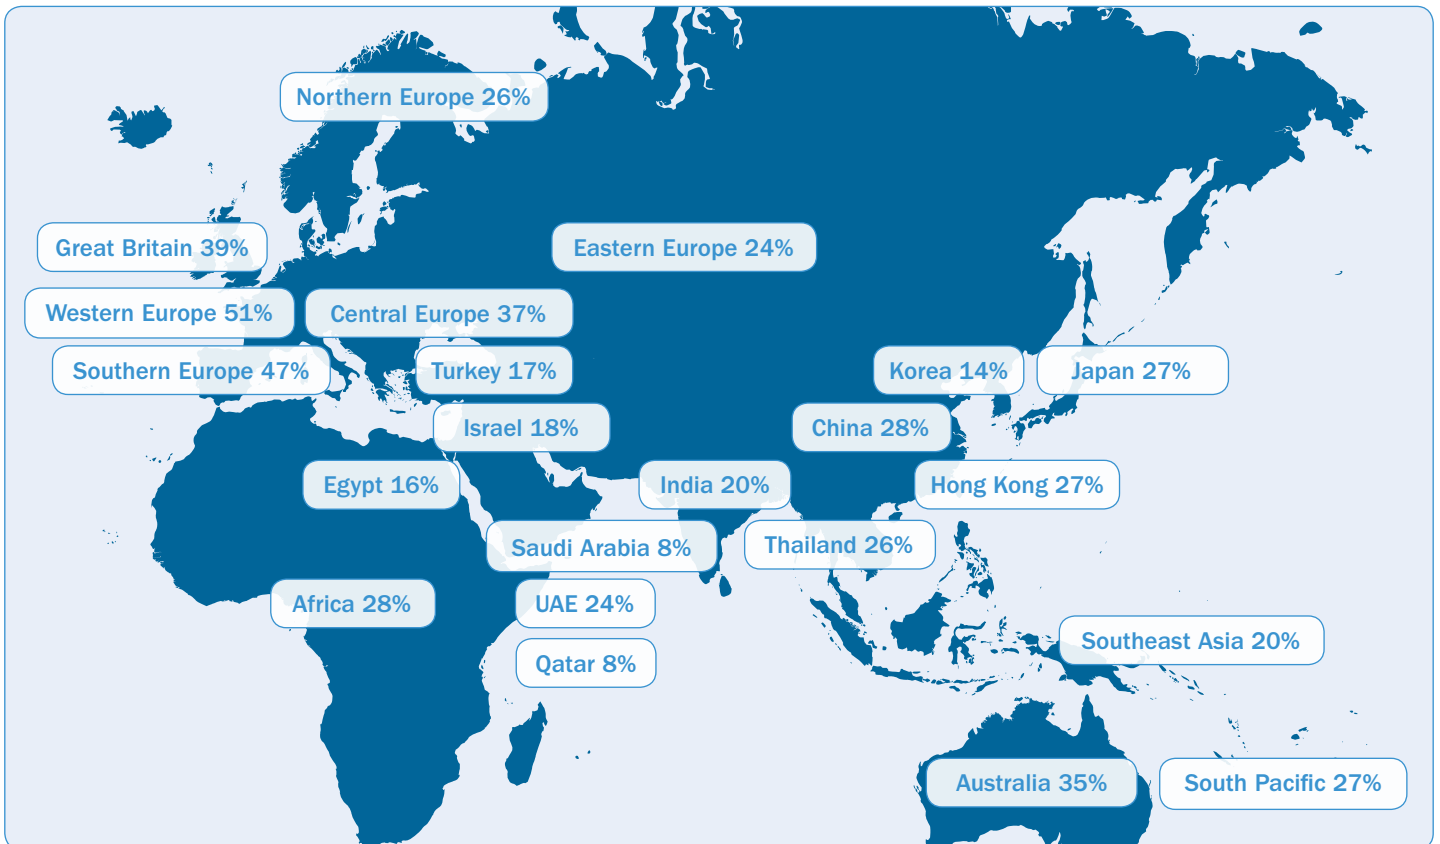 Northern Europe 26%
Great Britain 39%
Eastern Europe 24%
Western Europe 51%
Central Europe 37%
Southern Europe 47%
Turkey 17%
Korea 14%
Japan 27%
Israel 18%
China 28%
Egypt 16%
India 20%
Hong Kong 27%
Saudi Arabia 8%
Thailand 26%
Africa 28%
UAE 24%
Southeast Asia 20%
Qatar 8%
Australia 35%
South Pacific 27%